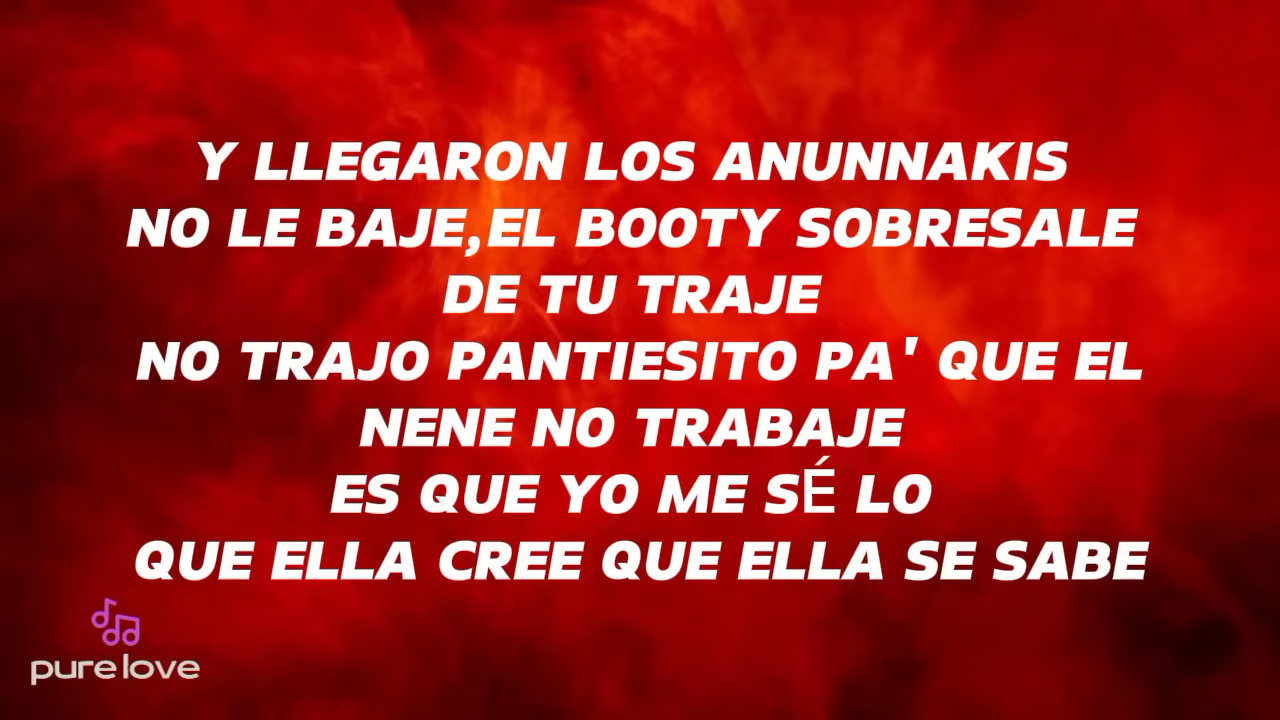 Y LLEGARON LOS ANUNNAKIS
NO LE BAJE,EL BOOTY SOBRESALE
DE TU TRAJE
NO TRAJO PANTIESITO PA' QUE EL
NENE NO TRABAJE
ES QUE YO ME SÉ LO
QUE ELLA CREE QUE ELLA SE SABE
pure love